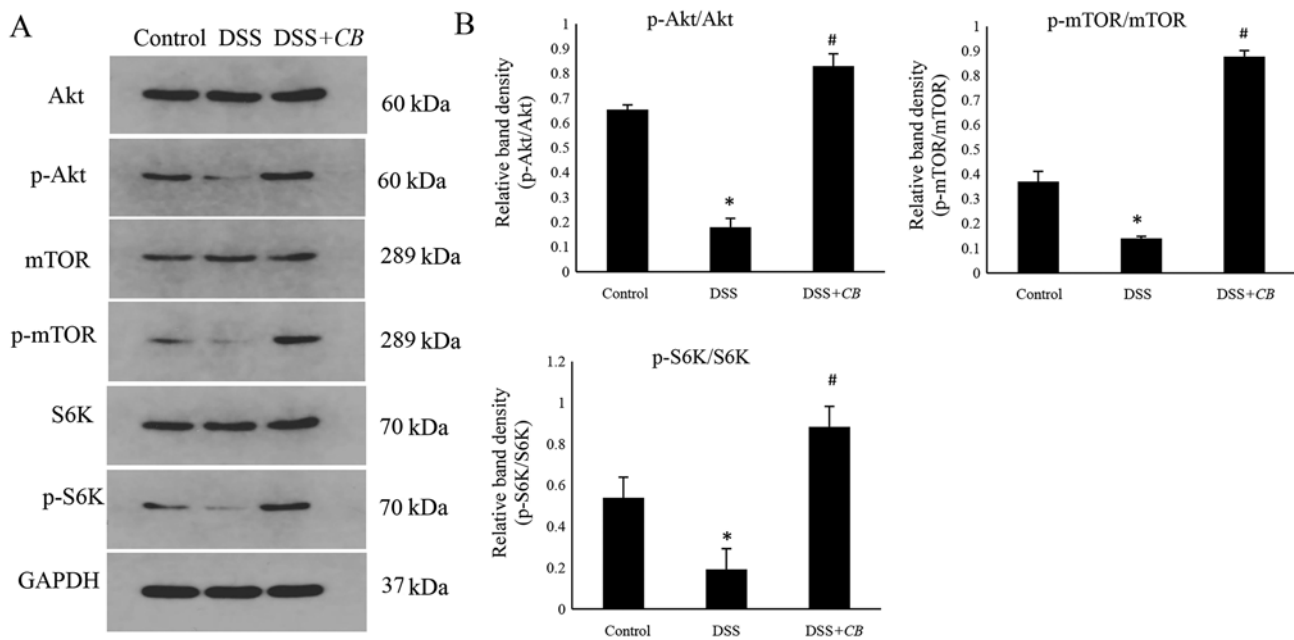 A
Control DSS DSS+CB
Akt
60 kDa
p-Akt
60 kDa
mTOR
289 kDa
p-mTOR
289 kDa
S6K
70 kDa
p-S6K
70 kDa
GAPDH
37 kDa
B
p-Akt/Akt
Relative band density
(p-Akt/Akt)
1
0.9
0.8
0.7
0.6
0.5
0.4
0.3
0.2
0.1
0
*
#
Control DSS DSS+CB
p-mTOR/mTOR
Relative band density
(p-mTOR/mTOR)
1
0.9
0.8
0.7
0.6
0.5
0.4
0.3
0.2
0.1
0
*
#
Control DSS DSS+CB
p-S6K/S6K
Relative band density
(p-S6K/S6K)
1.2
1
0.8
0.6
0.4
0.2
0
*
#
Control DSS DSS+CB